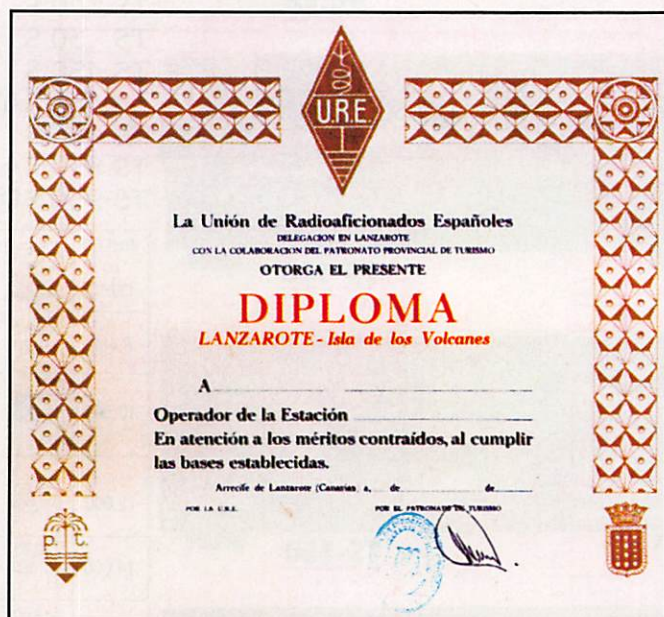 U.R.E.
La Unión de Radioaficionados Españoles
DELEGACION EN LANZAROTE
CON LA COLABORACION DEL PATRONATO PROVINCIAL DE TURISMO
OTORGA EL PRESENTE
DIPLOMA
LANZAROTE - Isla de los Volcanes
A
Operador de la Estación
En atención a los méritos contraídos, al cumplir
las bases establecidas.
Arrecife de Lanzarote (Canarias) a, de de
POR LA U.R.E. POR EL PATRONATO DE TURISMO
p. t.